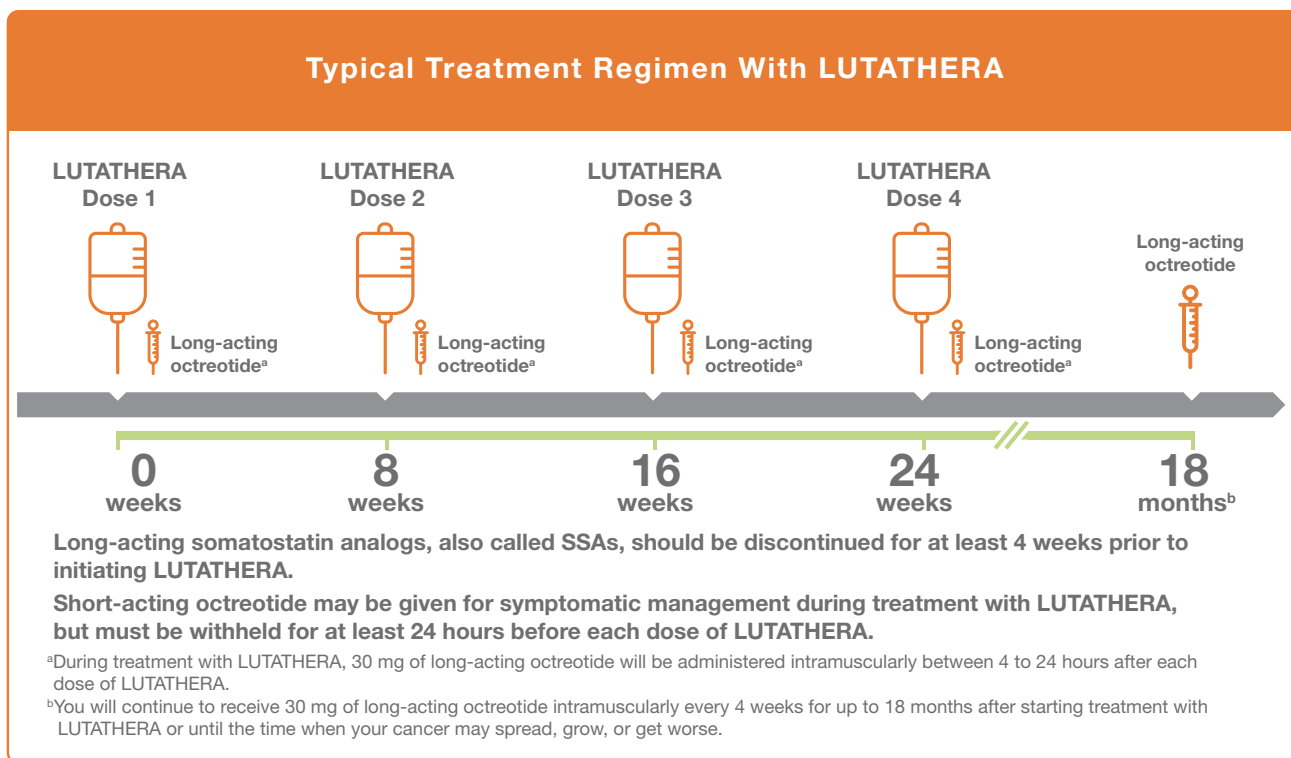 Typical Treatment Regimen With LUTATHERA
LUTATHERA
Dose 1
LUTATHERA
Dose 2
LUTATHERA
Dose 3
LUTATHERA
Dose 4
Long-acting
octreotide
Long-acting
octreotideᵃ
Long-acting
octreotideᵃ
Long-acting
octreotideᵃ
Long-acting
octreotideᵃ
0
weeks
8
weeks
16
weeks
24
weeks
18
monthsᵇ
Long-acting somatostatin analogs, also called SSAs, should be discontinued for at least 4 weeks prior to
initiating LUTATHERA.
Short-acting octreotide may be given for symptomatic management during treatment with LUTATHERA,
but must be withheld for at least 24 hours before each dose of LUTATHERA.
ᵃDuring treatment with LUTATHERA, 30 mg of long-acting octreotide will be administered intramuscularly between 4 to 24 hours after each
dose of LUTATHERA.
ᵇYou will continue to receive 30 mg of long-acting octreotide intramuscularly every 4 weeks for up to 18 months after starting treatment with
LUTATHERA or until the time when your cancer may spread, grow, or get worse.